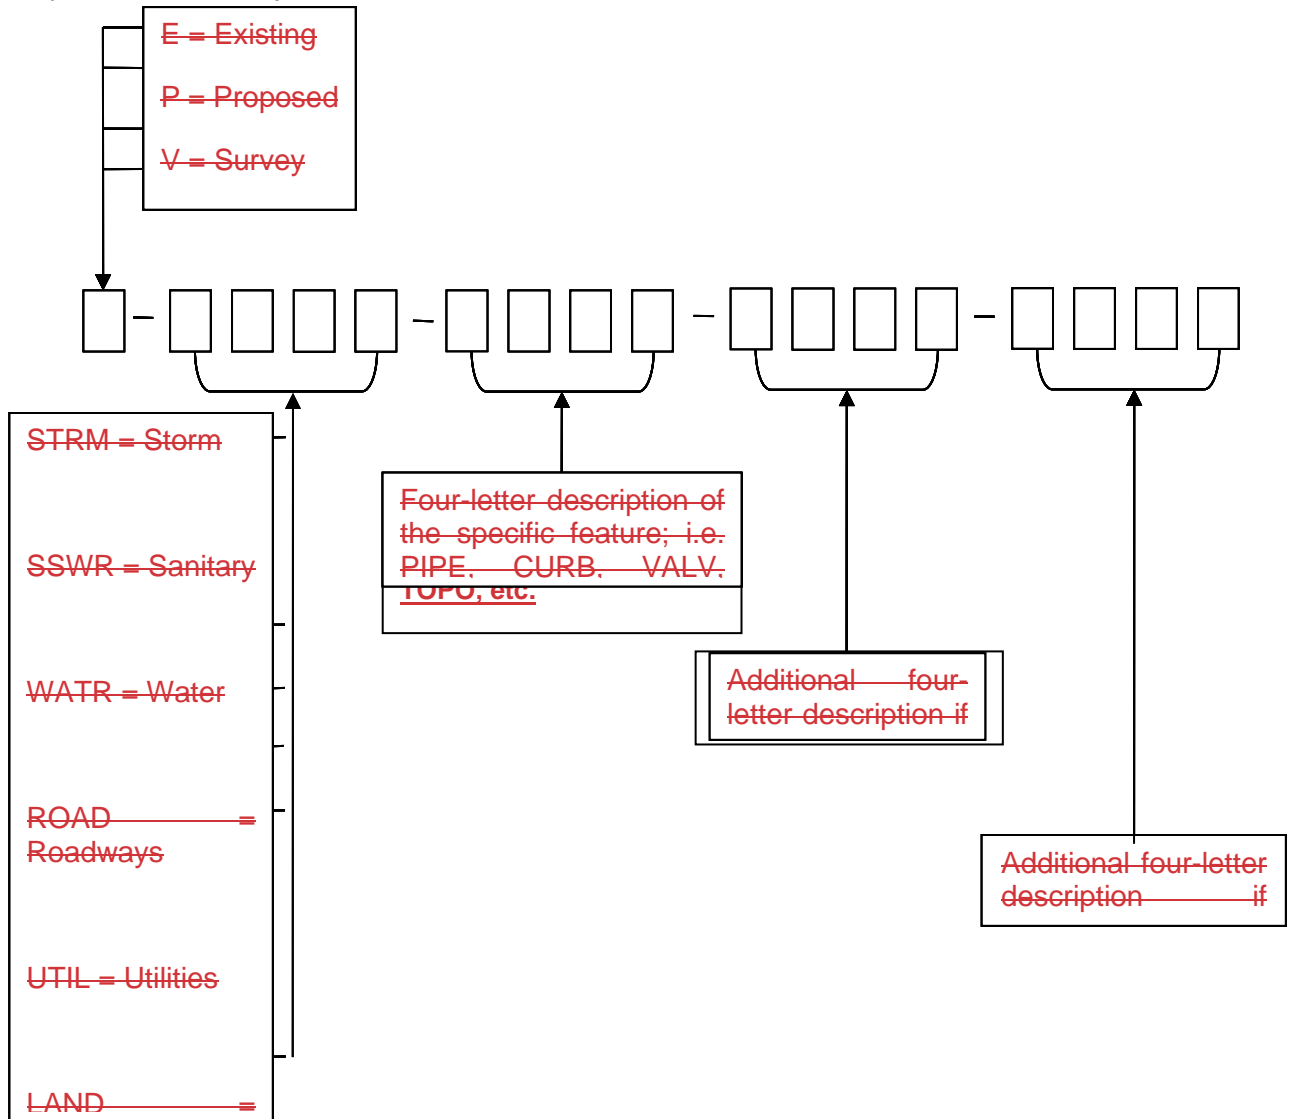 E = Existing
P = Proposed
V = Survey
STRM = Storm
SSWR = Sanitary
WATR = Water
ROAD =
Roadways
UTIL = Utilities
LAND =
Four-letter description of
the specific feature; i.e.
PIPE, CURB, VALV,
TOPO, etc.
Additional four-
letter description if
Additional four-letter
description if